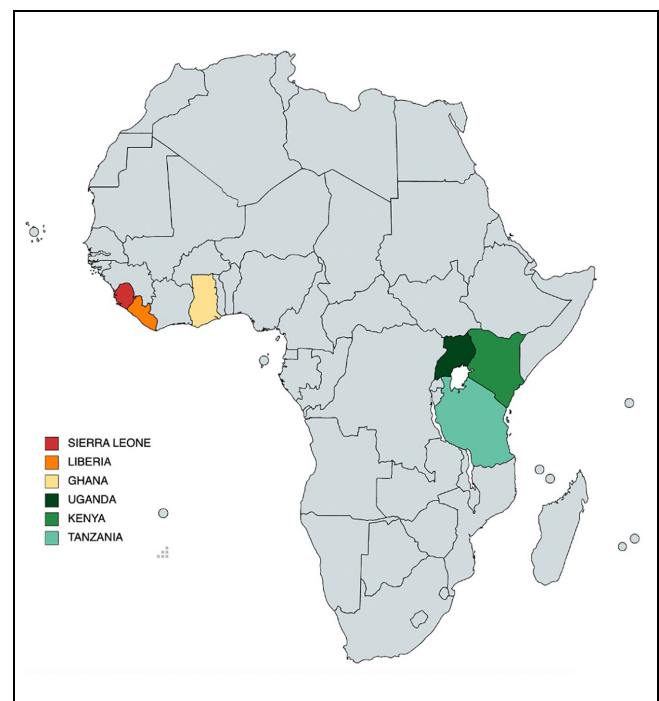 SIERRA LEONE
LIBERIA
GHANA
UGANDA
KENYA
TANZANIA